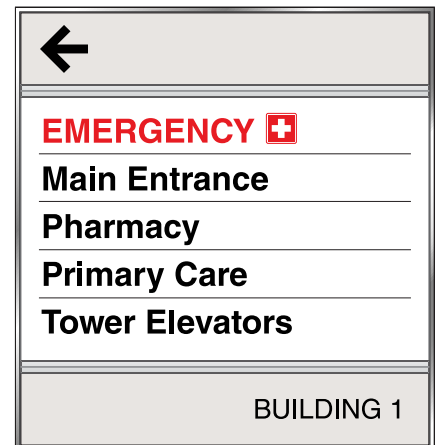 EMERGENCY
Main Entrance
Pharmacy
Primary Care
Tower Elevators
BUILDING 1